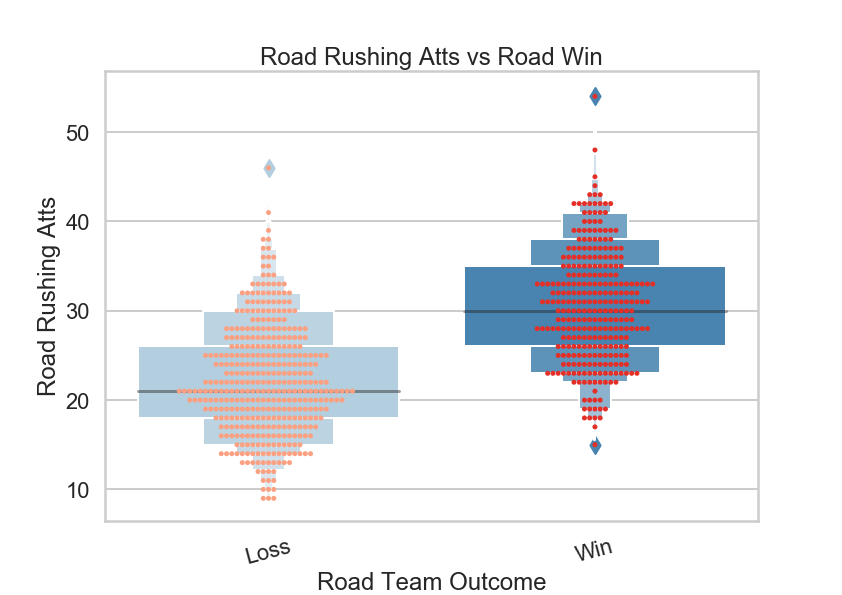 Road Rushing Atts vs Road Win
Road Rushing Atts
50
40
30
20
10
Loss
Win
Road Team Outcome